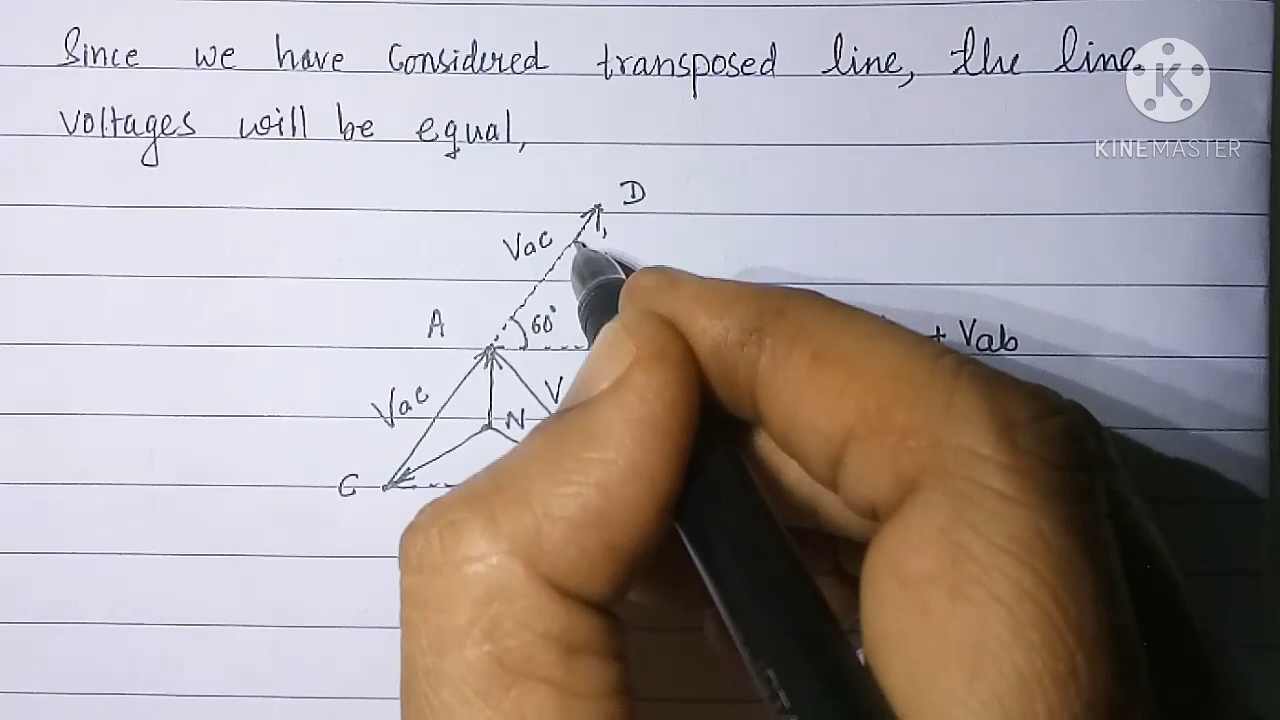 Since we have Considered transposed line, the line
voltages will be equal,
D
Vac
A
60°
+ Vab
Vac
V
N
C
K
KINEMASTER